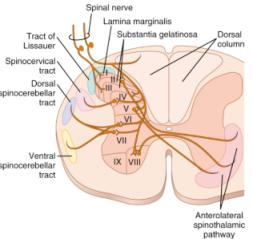 Spinal nerve
Lamina marginalis
Substantia gelatinosa
Tract of
Lissauer
Dorsal
column
Spinocervical
tract
Dorsal
spinocerebellar
tract
Ventral
spinocerebellar
tract
I
II
III
IV
V
VI
VII
IX
VIII
Anterolateral
spinothalamic
pathway